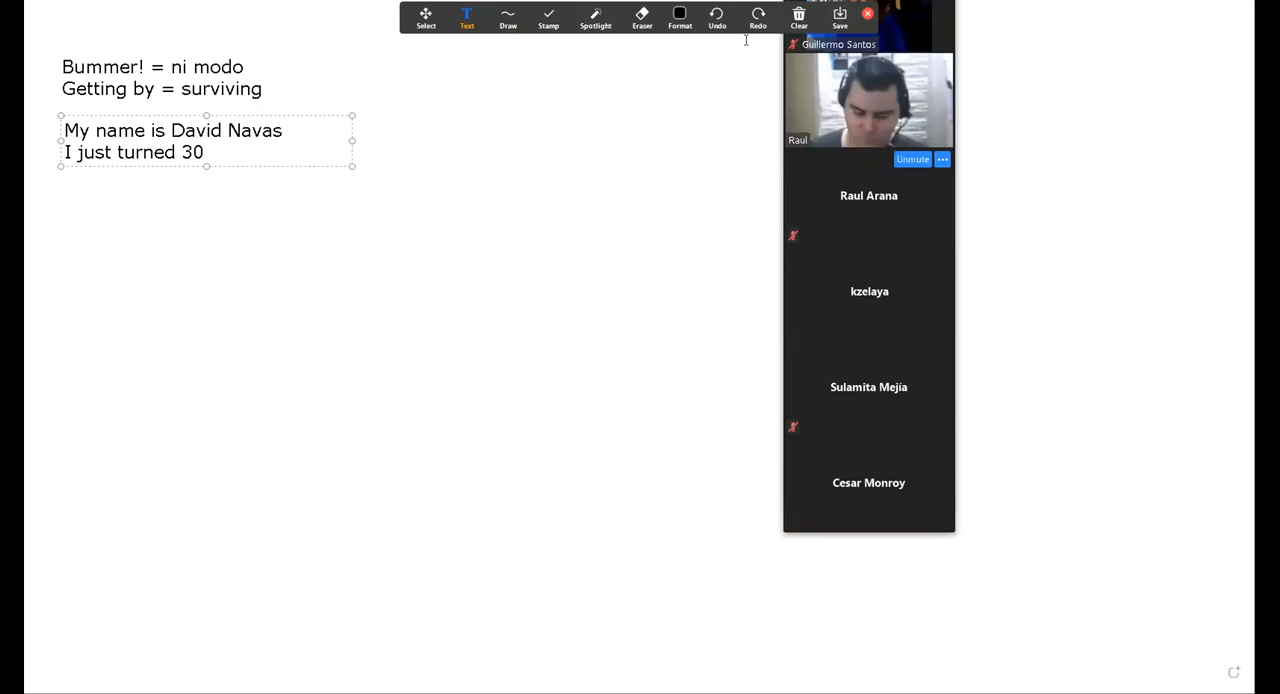 Select
Text
Draw
Stamp
Spotlight
Eraser
Format
Undo
Redo
Clear
Save
Guillermo Santos
Bummer! = ni modo
Getting by = surviving
My name is David Navas
I just turned 30
Raul
Unmute
Raul Arana
kzelaya
Sulamita Mejía
Cesar Monroy